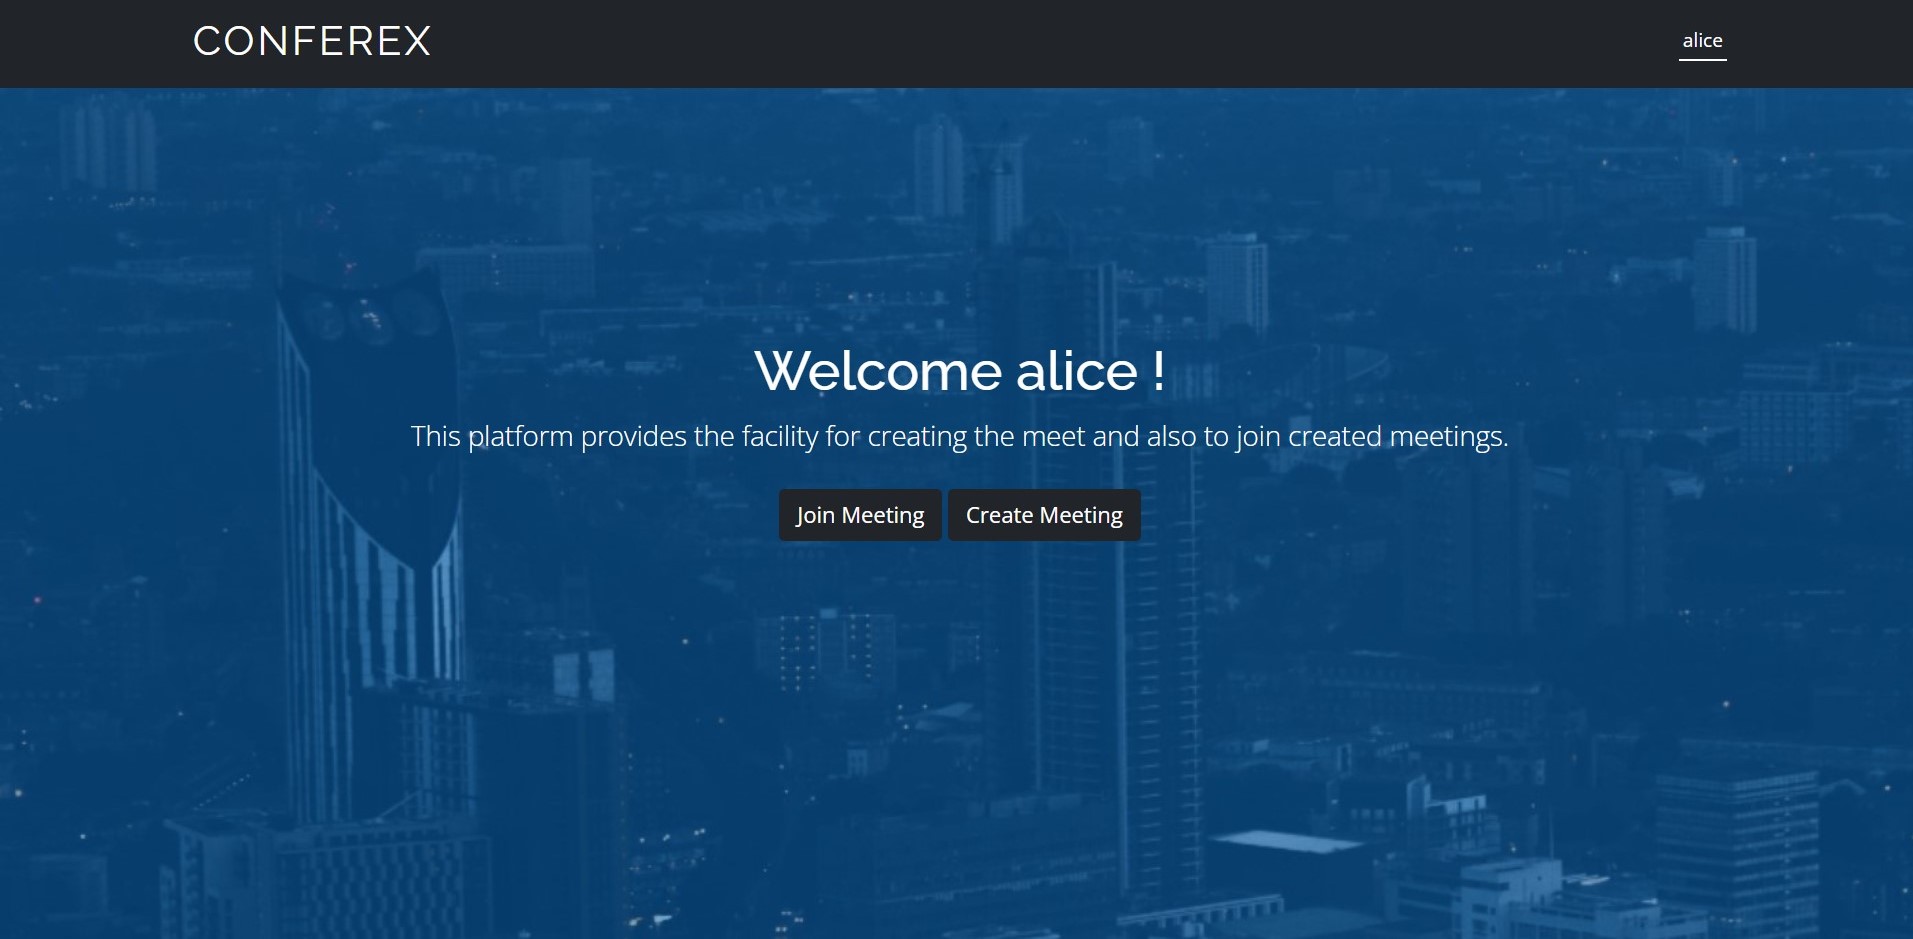 CONFEREX
alice
Welcome alice !
This platform provides the facility for creating the meet and also to join created meetings.
Join Meeting
Create Meeting